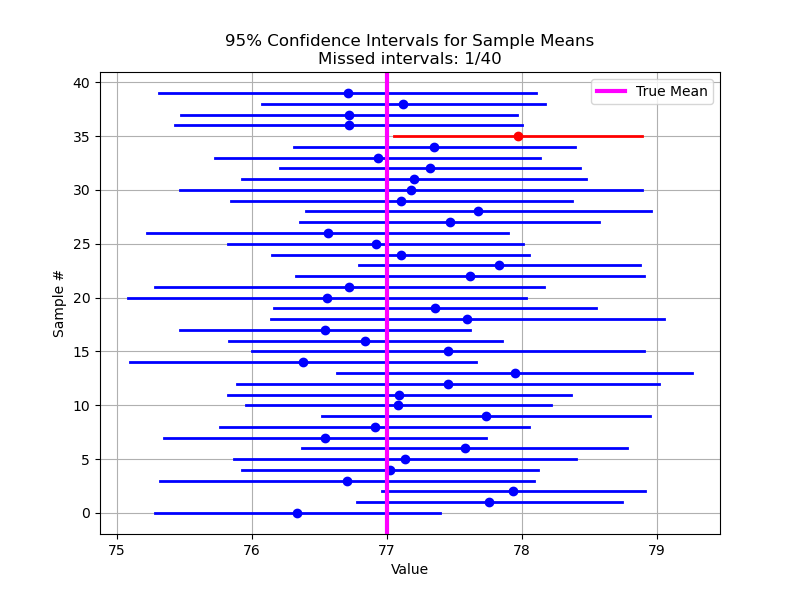 95% Confidence Intervals for Sample Means
Missed intervals: 1/40
True Mean
40
35
30
25
20
15
10
5
0
Sample #
75 76 77 78 79
Value